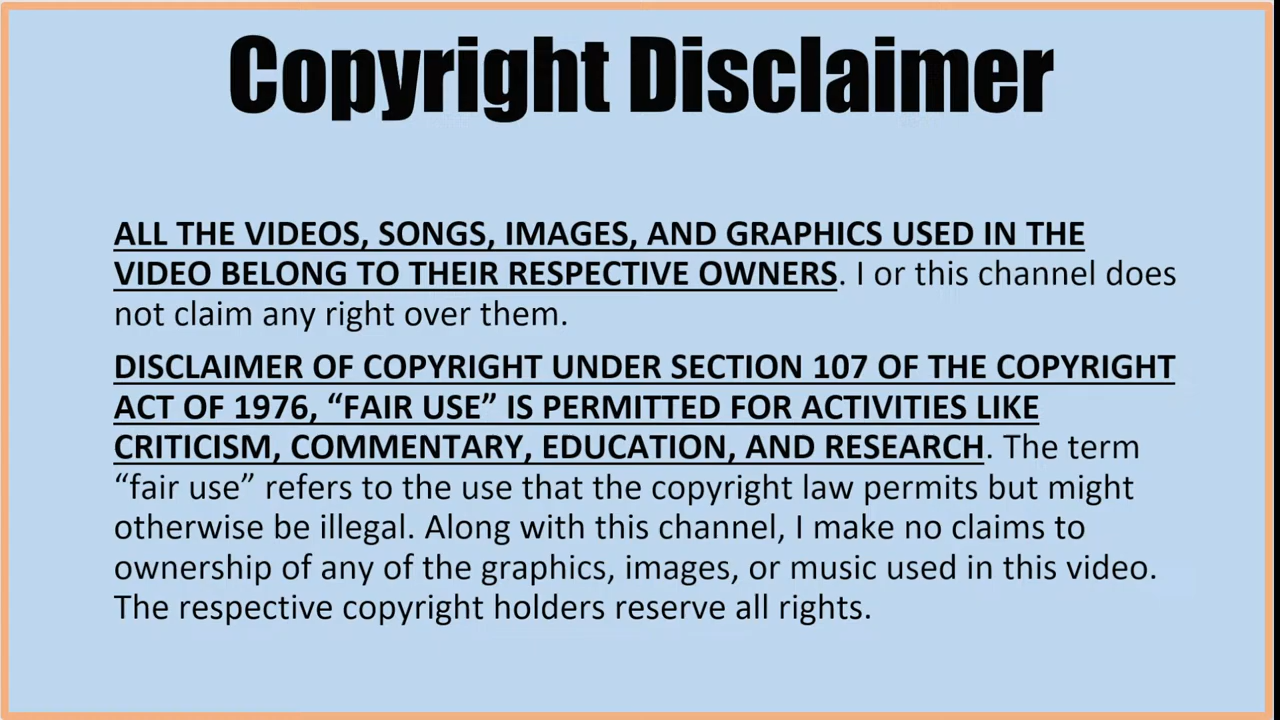 Copyright Disclaimer
ALL THE VIDEOS, SONGS, IMAGES, AND GRAPHICS USED IN THE
VIDEO BELONG TO THEIR RESPECTIVE OWNERS. I or this channel does
not claim any right over them.
DISCLAIMER OF COPYRIGHT UNDER SECTION 107 OF THE COPYRIGHT
ACT OF 1976, “FAIR USE” IS PERMITTED FOR ACTIVITIES LIKE
CRITICISM, COMMENTARY, EDUCATION, AND RESEARCH. The term
“fair use” refers to the use that the copyright law permits but might
otherwise be illegal. Along with this channel, I make no claims to
ownership of any of the graphics, images, or music used in this video.
The respective copyright holders reserve all rights.